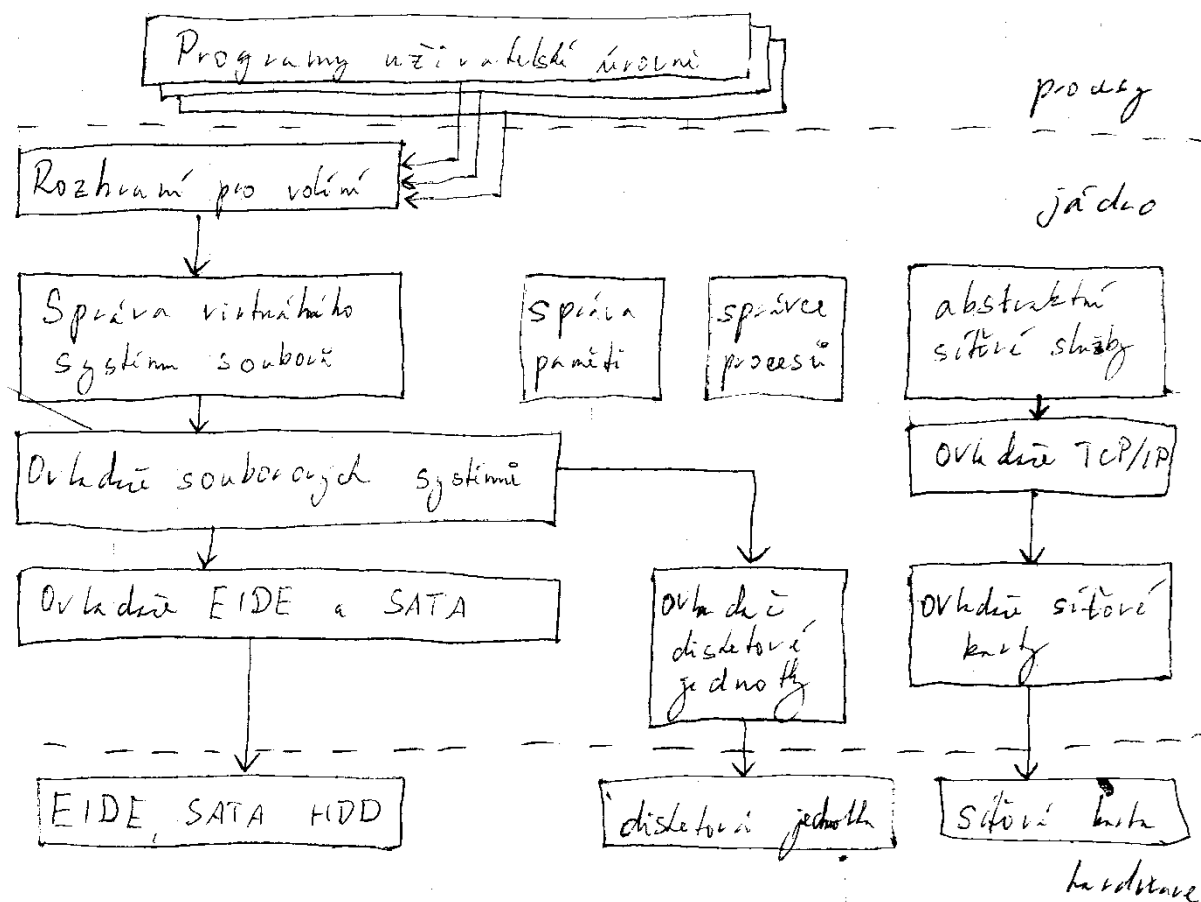 Programy uživatelské úrovni
procesy
Rozhraní pro volání
jádro
Správa virtuálního
systému souborů
Správa
paměti
správce
procesů
abstraktní
síťové služby
Ovladače souborových systémů
Ovladače TCP/IP
Ovladače EIDE a SATA
Ovladač
disketové
jednotky
Ovladače síťové
karty
EIDE, SATA HDD
disketová jednotka
síťová karta
hardware